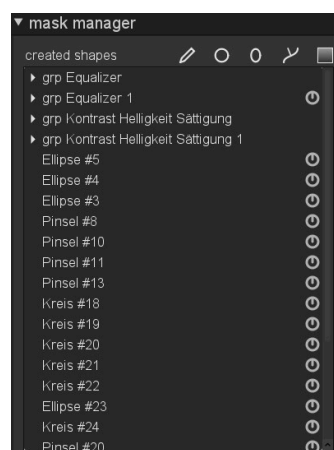 mask manager
created shapes
grp Equalizer
grp Equalizer 1
grp Kontrast Helligkeit Sättigung
grp Kontrast Helligkeit Sättigung 1
Ellipse #5
Ellipse #4
Ellipse #3
Pinsel #8
Pinsel #10
Pinsel #11
Pinsel #13
Kreis #18
Kreis #19
Kreis #20
Kreis #21
Kreis #22
Ellipse #23
Kreis #24
Pinsel #20